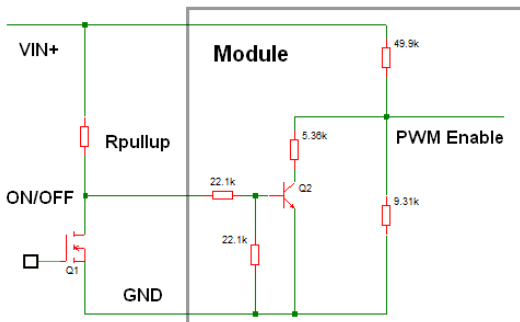 VIN+
Module
49.9k
Rpullup
5.36k
PWM Enable
ON/OFF
22.1k
Q2
9.31k
22.1k
Q1
GND